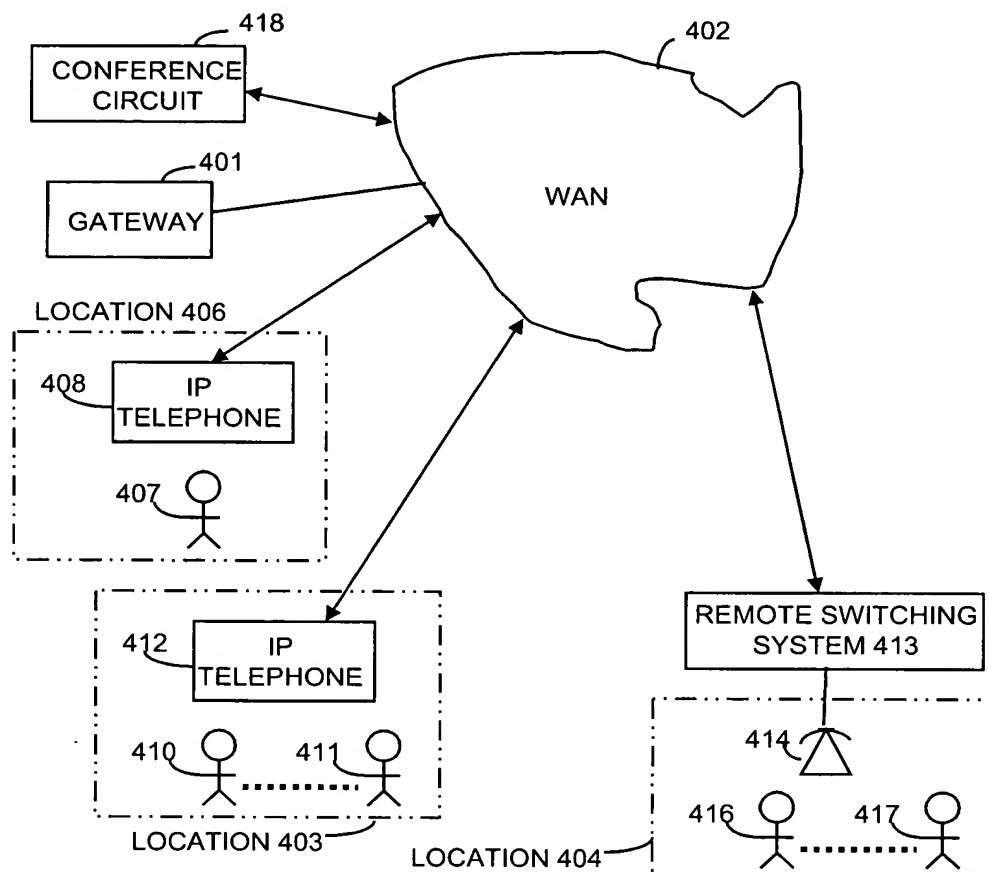 418
CONFERENCE
CIRCUIT
402
401
GATEWAY
WAN
LOCATION 406
408
IP
TELEPHONE
407
412
IP
TELEPHONE
REMOTE SWITCHING
SYSTEM 413
410
411
414
416
417
LOCATION 403
LOCATION 404